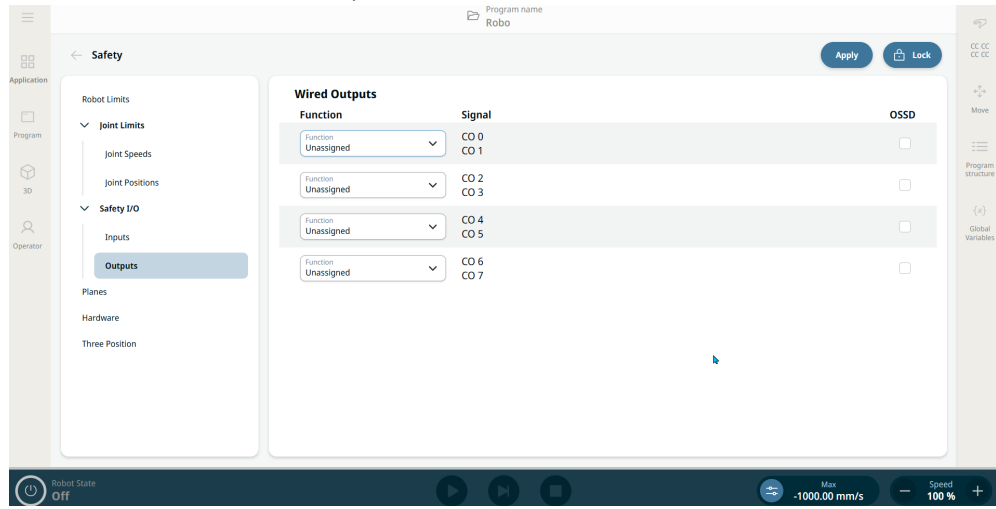 Program name
Robo
Safety
Apply
Lock
CC CC
CC CC
Application
Program
3D
Operator
Robot Limits
Joint Limits
Joint Speeds
Joint Positions
Safety I/O
Inputs
Outputs
Planes
Hardware
Three Position
Wired Outputs
Function
Signal
OSSD
Function
Unassigned
CO 0
CO 1
Function
Unassigned
CO 2
CO 3
Function
Unassigned
CO 4
CO 5
Function
Unassigned
CO 6
CO 7
Move
Program
structure
{x}
Global
Variables
Robot State
Off
Max
-1000.00 mm/s
Speed
100 %